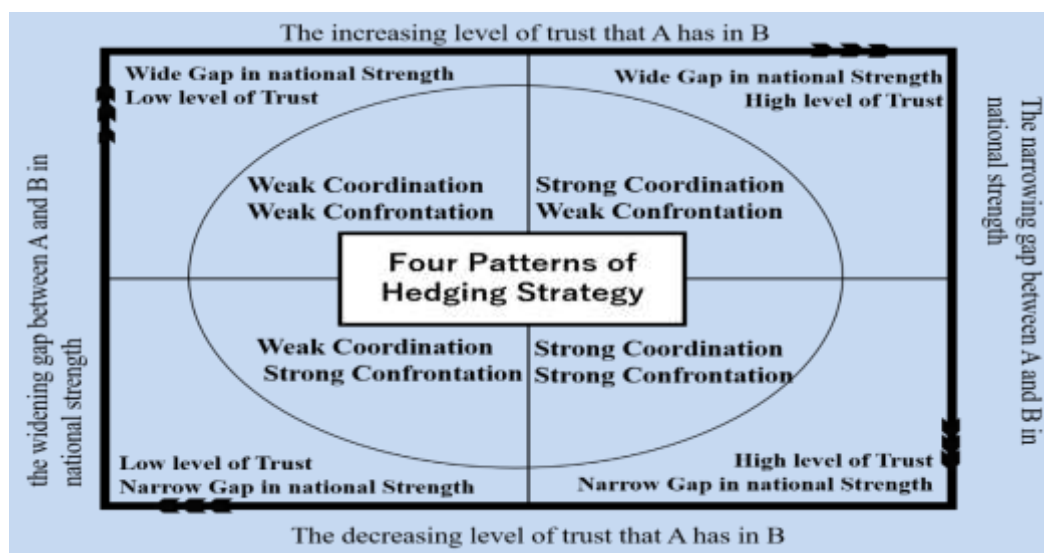 The increasing level of trust that A has in B
Wide Gap in national Strength
Low level of Trust
Wide Gap in national Strength
High level of Trust
the widening gap between A and B in
national strength
The narrowing gap between A and B in
national strength
Weak Coordination
Weak Confrontation
Strong Coordination
Weak Confrontation
Four Patterns of
Hedging Strategy
Weak Coordination
Strong Confrontation
Strong Coordination
Strong Confrontation
Low level of Trust
Narrow Gap in national Strength
High level of Trust
Narrow Gap in national Strength
The decreasing level of trust that A has in B